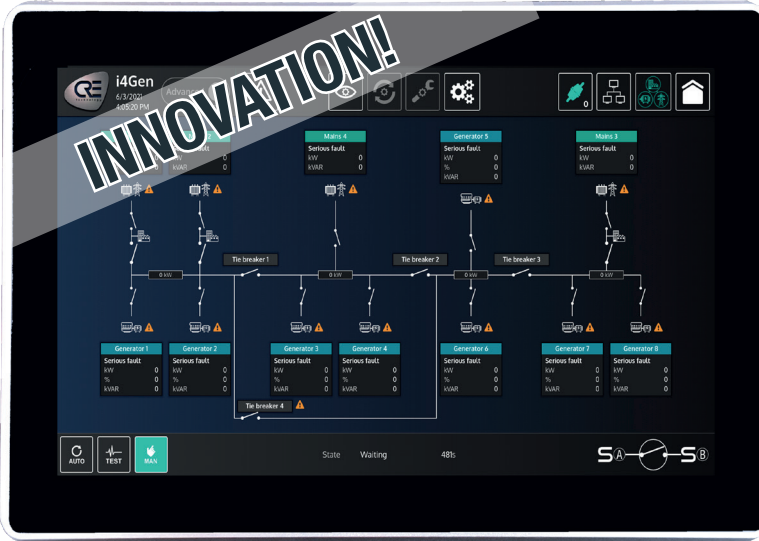 INNOVATION!
CRE
TECHNOLOGY
i4Gen
6/3/2021
4:05:20 PM
Advanc
0
Mains 4
Serious fault
kW 0
kVAR 0
Generator 5
Serious fault
kW 0
% 0
kVAR 0
Mains 3
Serious fault
kW 0
kVAR 0
kW 0
kVAR 0
Tie breaker 1
Tie breaker 2
Tie breaker 3
0 kW
0 kW
0 kW
0 kW
Generator 1
Serious fault
kW 0
% 0
kVAR 0
Generator 2
Serious fault
kW 0
% 0
kVAR 0
Generator 3
Serious fault
kW 0
% 0
kVAR 0
Generator 4
Serious fault
kW 0
% 0
kVAR 0
Generator 6
Serious fault
kW 0
% 0
kVAR 0
Generator 7
Serious fault
kW 0
% 0
kVAR 0
Generator 8
Serious fault
kW 0
% 0
kVAR 0
Tie breaker 4
AUTO
TEST
MAN
State Waiting 481s
S A S B